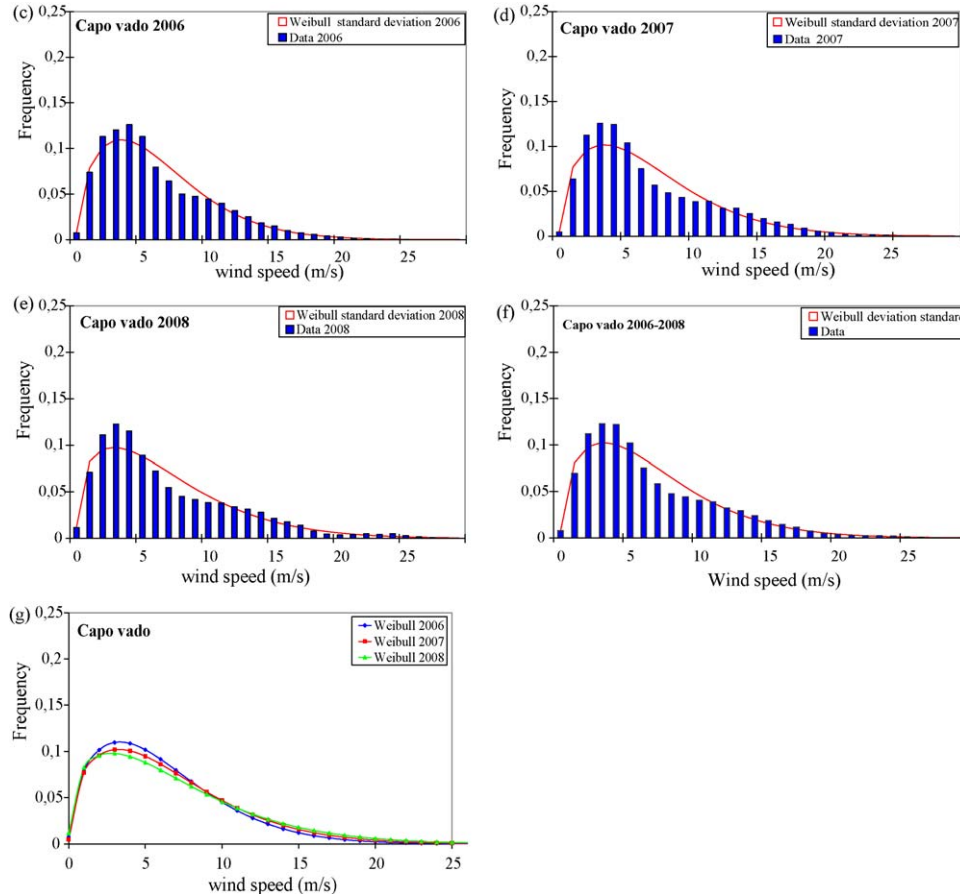 (c)
Capo vado 2006
Weibull standard deviation 2006
Data 2006
Frequency
0,25
0,2
0,15
0,1
0,05
0
0 5 10 15 20 25
wind speed (m/s)
(d)
Capo vado 2007
Weibull standard deviation 2007
Data 2007
Frequency
0,25
0,2
0,15
0,1
0,05
0
0 5 10 15 20 25
wind speed (m/s)
(e)
Capo vado 2008
Weibull standard deviation 2008
Data 2008
Frequency
0,25
0,2
0,15
0,1
0,05
0
0 5 10 15 20 25
wind speed (m/s)
(f)
Capo vado 2006-2008
Weibull deviation standard
Data
Frequency
0,25
0,2
0,15
0,1
0,05
0
0 5 10 15 20 25
Wind speed (m/s)
(g)
Capo vado
Weibull 2006
Weibull 2007
Weibull 2008
Frequency
0,25
0,2
0,15
0,1
0,05
0
0 5 10 15 20 25
wind speed (m/s)